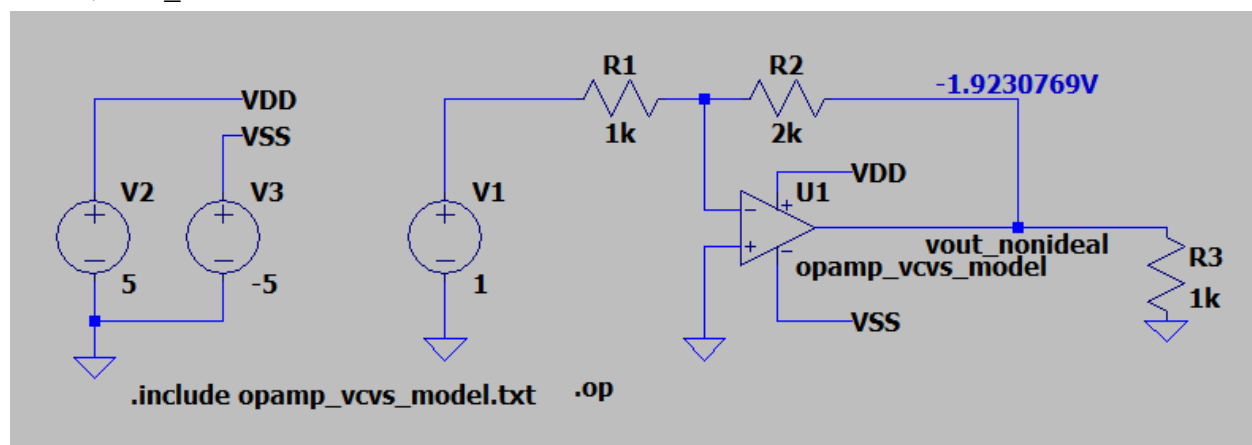 R1
R2
-1.9230769V
VDD
1k
2k
VSS
VDD
V2
V3
V1
U1
+
+
+
−
+
+
−
−
−
−
vout_nonideal
opamp_vcvs_model
R3
5
-5
1
1k
VSS
.include opamp_vcvs_model.txt
.op